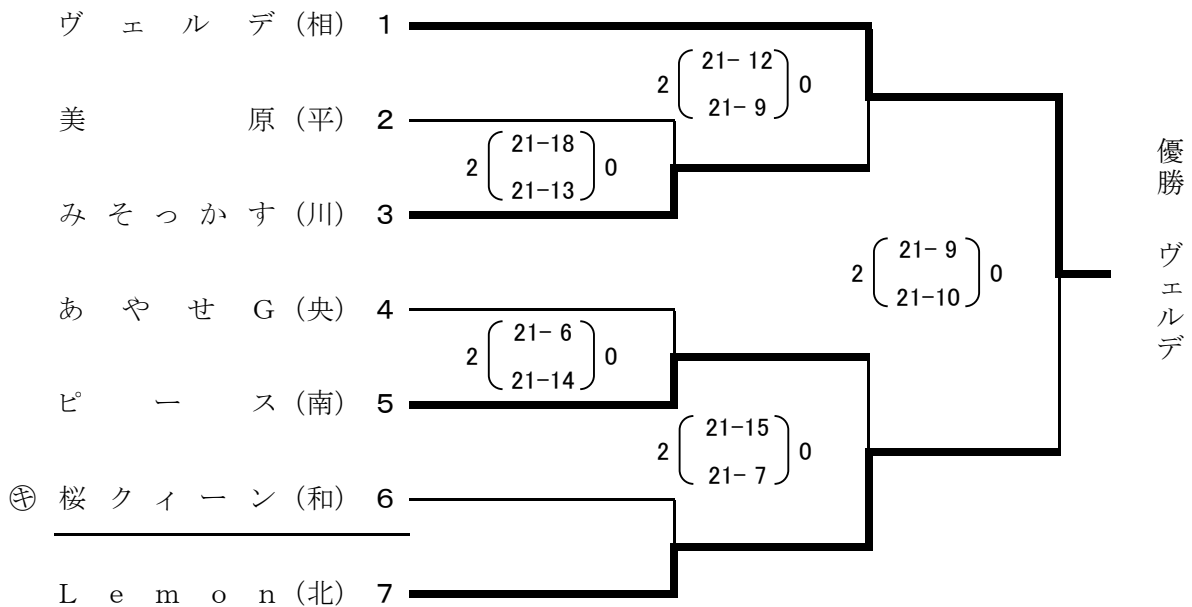 ヴェルデ(相) 1
2 21-12 0
21-9
美原(平) 2
2 21-18 0
21-13
みそっかす(川) 3
2 21-9 0
21-10
あやせG(央) 4
2 21-6 0
21-14
ピース(南) 5
2 21-15 0
21-7
㋖ 桜クィーン(和) 6
Lemon(北) 7
優勝 ヴェルデ